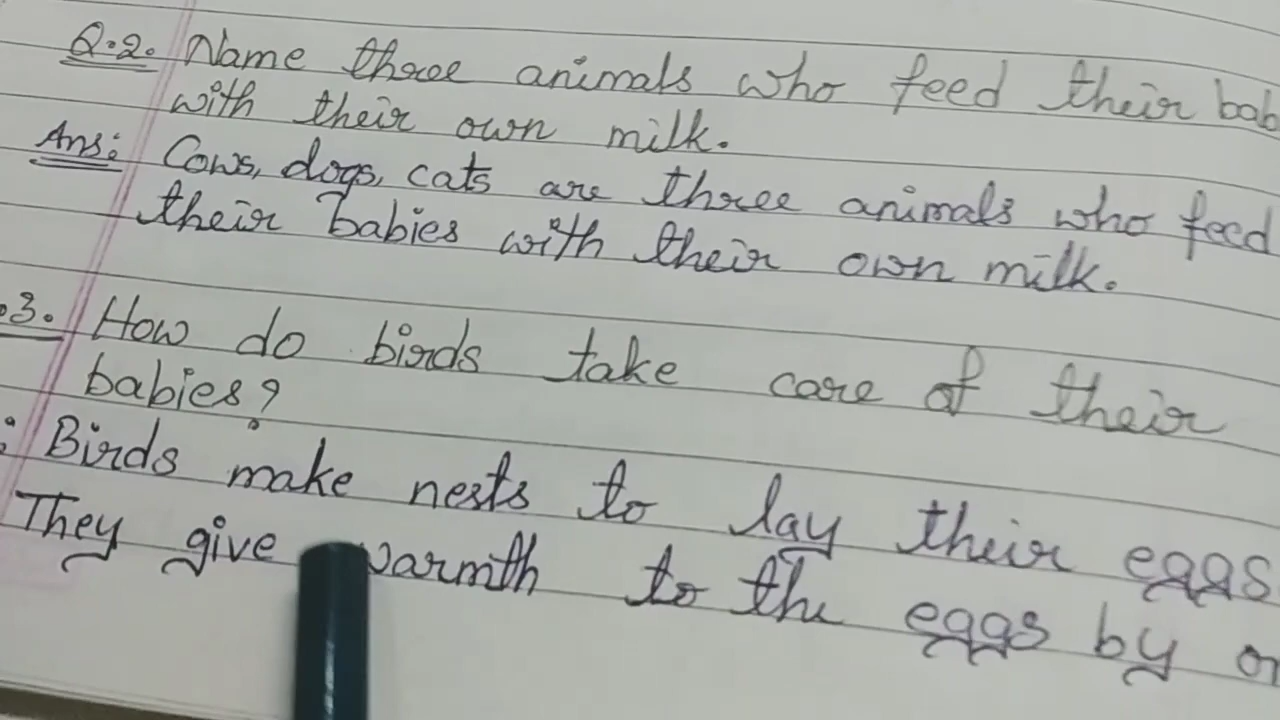 Q.2. Name three animals who feed their bab
with their own milk.
Ans: Cows, dogs, cats are three animals who feed
their babies with their own milk.
.3. How do birds take care of their
babies?
: Birds make nests to lay their eggs.
They give warmth to the eggs by